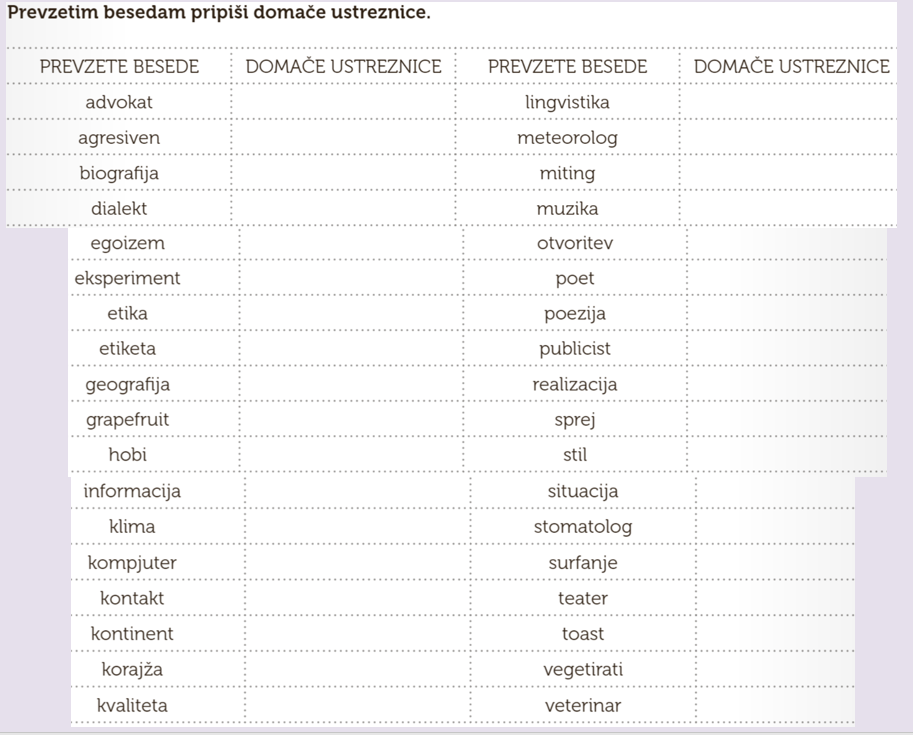 Prevzetim besedam pripiši domače ustreznice.
PREVZETE BESEDE DOMAČE USTREZNICE PREVZETE BESEDE DOMAČE USTREZNICE
advokat lingvistika
agresiven meteorolog
biografija miting
dialekt muzika
egoizem otvoritev
eksperiment poet
etika poezija
etiketa publicist
geografija realizacija
grapefruit sprej
hobi stil
informacija situacija
klima stomatolog
kompjuter surfanje
kontakt teater
kontinent toast
korajža vegetirati
kvaliteta veterinar